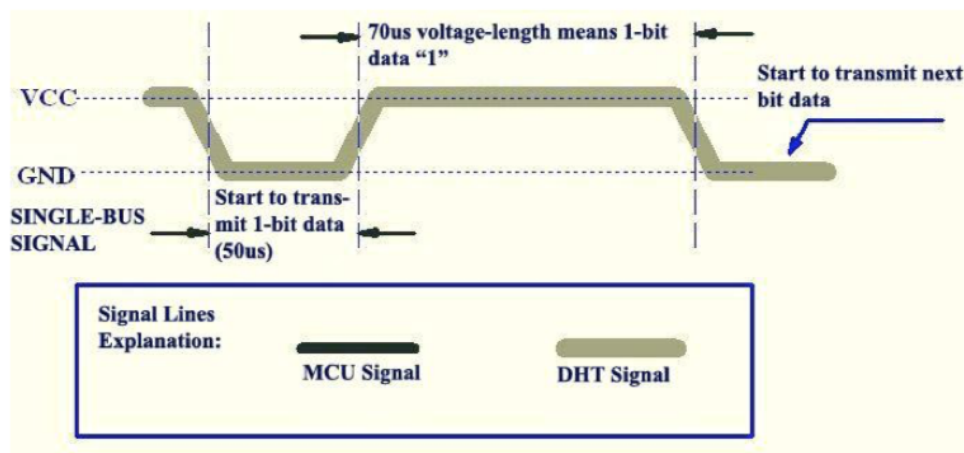 70us voltage-length means 1-bit
data “1”
Start to transmit next
bit data
VCC
GND
SINGLE-BUS
SIGNAL
Start to trans-
mit 1-bit data
(50us)
Signal Lines
Explanation:
MCU Signal
DHT Signal